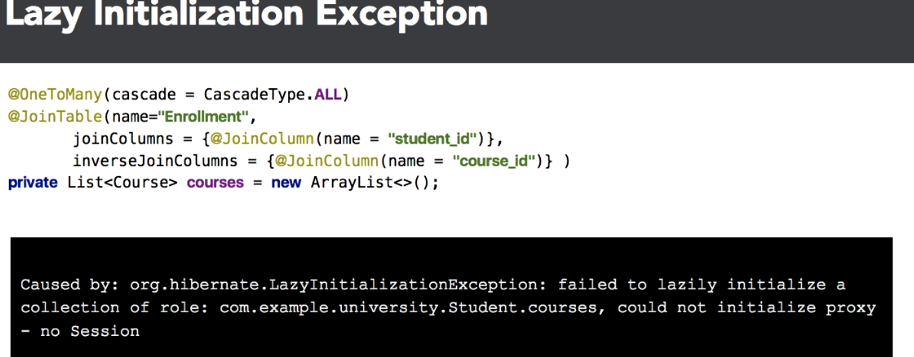 Lazy Initialization Exception
@OneToMany(cascade = CascadeType.ALL)
@JoinTable(name="Enrollment",
joinColumns = {@JoinColumn(name = "student_id")},
inverseJoinColumns = {@JoinColumn(name = "course_id")} )
private List<Course> courses = new ArrayList<>();
Caused by: org.hibernate.LazyInitializationException: failed to lazily initialize a
collection of role: com.example.university.Student.courses, could not initialize proxy
– no Session